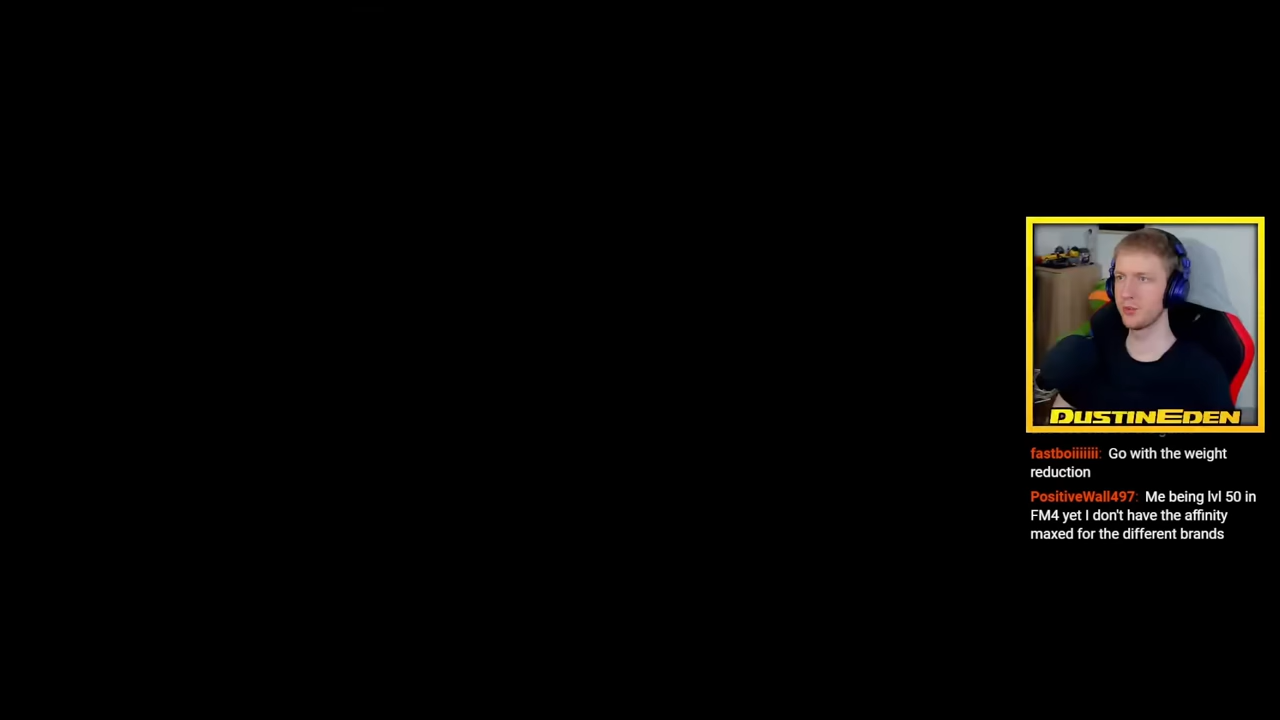 DUSTINEDEN
fastboiiiiiii: Go with the weight
reduction
PositiveWall497: Me being lvl 50 in
FM4 yet I don't have the affinity
maxed for the different brands